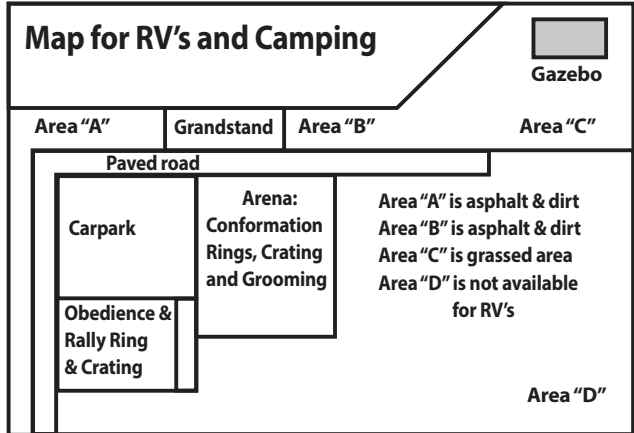 Map for RV's and Camping
Gazebo
Area "A"
Grandstand
Area "B"
Area "C"
Paved road
Carpark
Arena:
Conformation
Rings, Crating
and Grooming
Area "A" is asphalt & dirt
Area "B" is asphalt & dirt
Area "C" is grassed area
Area "D" is not available
for RV's
Obedience &
Rally Ring
& Crating
Area "D"